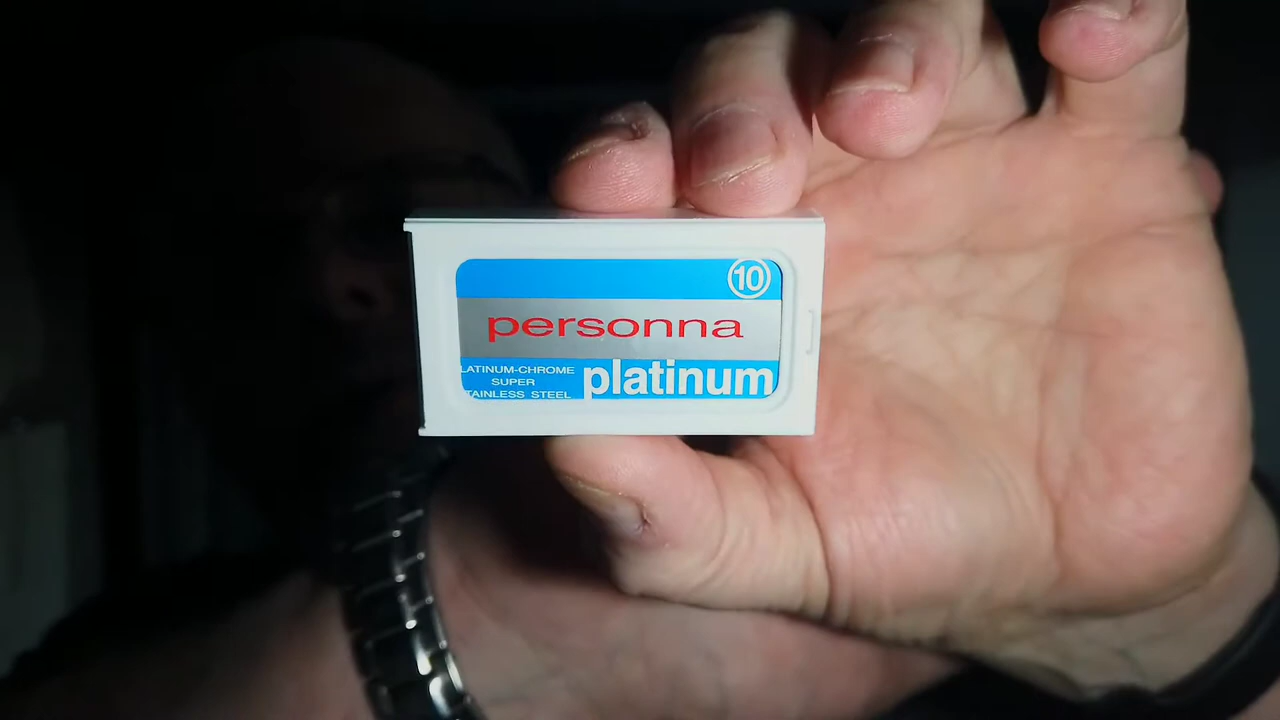 10
personna
LATINUM-CHROME
SUPER
TAINLESS STEEL
platinum